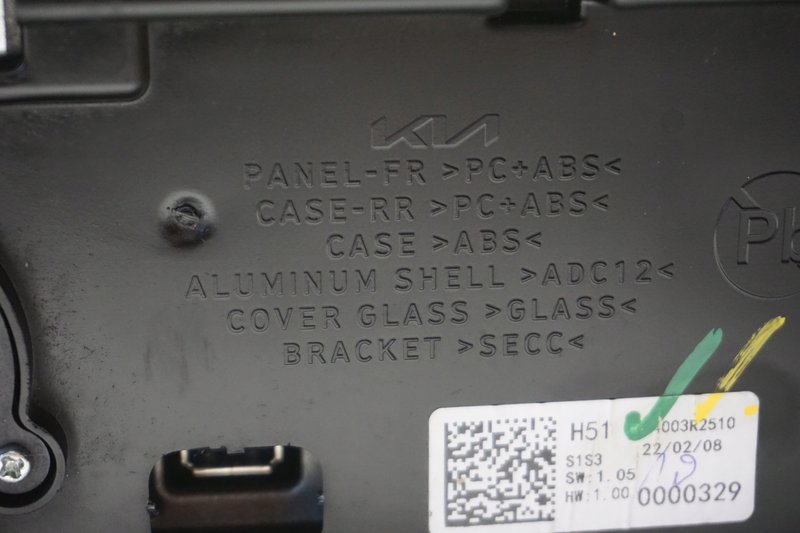 KIA
PANEL-FR >PC+ABS<
CASE-RR >PC+ABS<
CASE >ABS<
ALUMINUM SHELL >ADC12<
COVER GLASS >GLASS<
BRACKET >SECC<
Pb
H51 4003R2510
22/02/08
S1S3
SW:1.05
HW:1.00 0000329